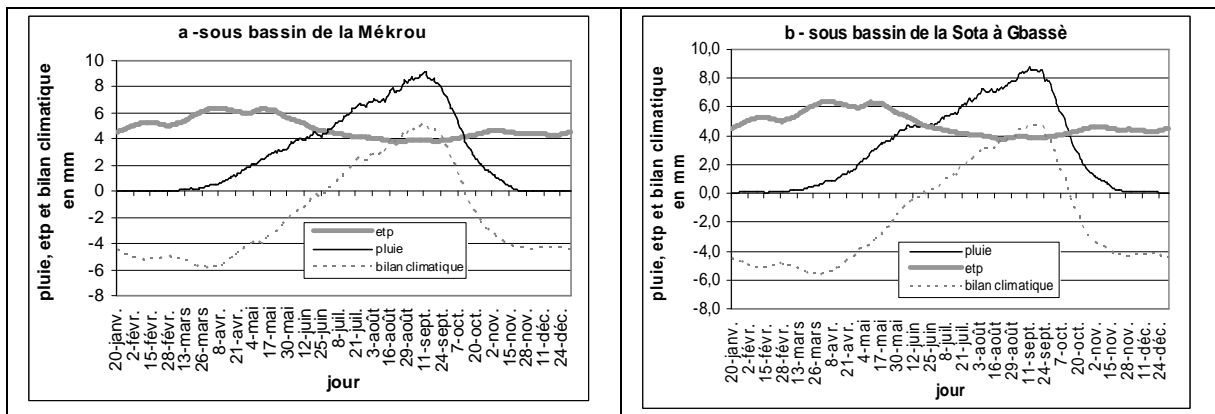 a -sous bassin de la Mékrou
pluie, etp et bilan climatique
en mm
10
8
6
4
2
0
-2
-4
-6
-8
etp
pluie
bilan climatique
20-janv.
2-févr.
15-févr.
28-févr.
13-mars
26-mars
8-avr.
21-avr.
4-mai
17-mai
30-mai
12-juin
25-juin
8-juil.
21-juil.
3-août
16-août
29-août
11-sept.
24-sept.
7-oct.
20-oct.
2-nov.
15-nov.
28-nov.
11-déc.
24-déc.
jour
b - sous bassin de la Sota à Gbassè
pluie, etp et bilan climatique
en mm
10,0
8,0
6,0
4,0
2,0
0,0
-2,0
-4,0
-6,0
-8,0
pluie
etp
bilan climatique
20-janv.
2-févr.
15-févr.
28-févr.
13-mars
26-mars
8-avr.
21-avr.
4-mai
17-mai
30-mai
12-juin
25-juin
8-juil.
21-juil.
3-août
16-août
29-août
11-sept.
24-sept.
7-oct.
20-oct.
2-nov.
15-nov.
28-nov.
11-déc.
24-déc.
jour